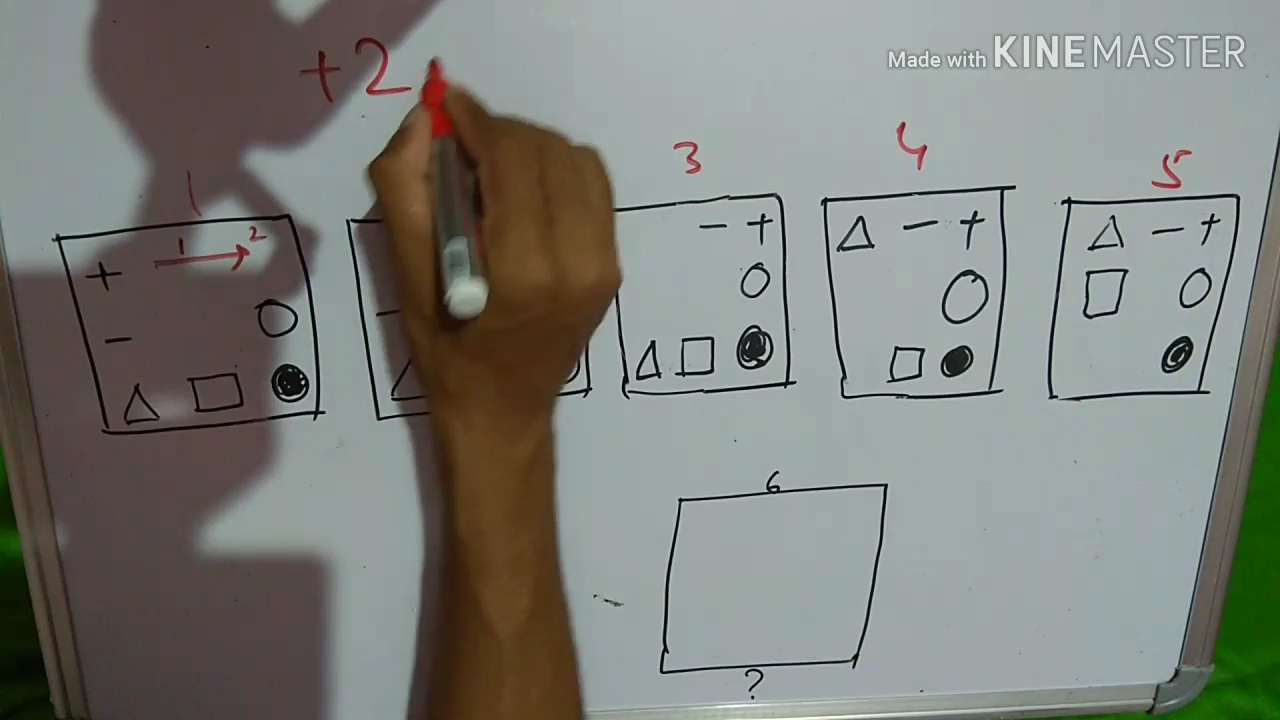 Made with KINEMASTER
+2
1 3 4 5
1 2
+
-
- +
△ - +
△ - +
6
?